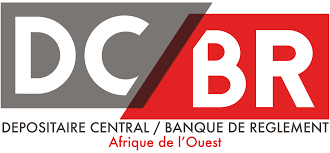 DC/BR
DEPOSITAIRE CENTRAL / BANQUE DE REGLEMENT
Afrique de l'Ouest